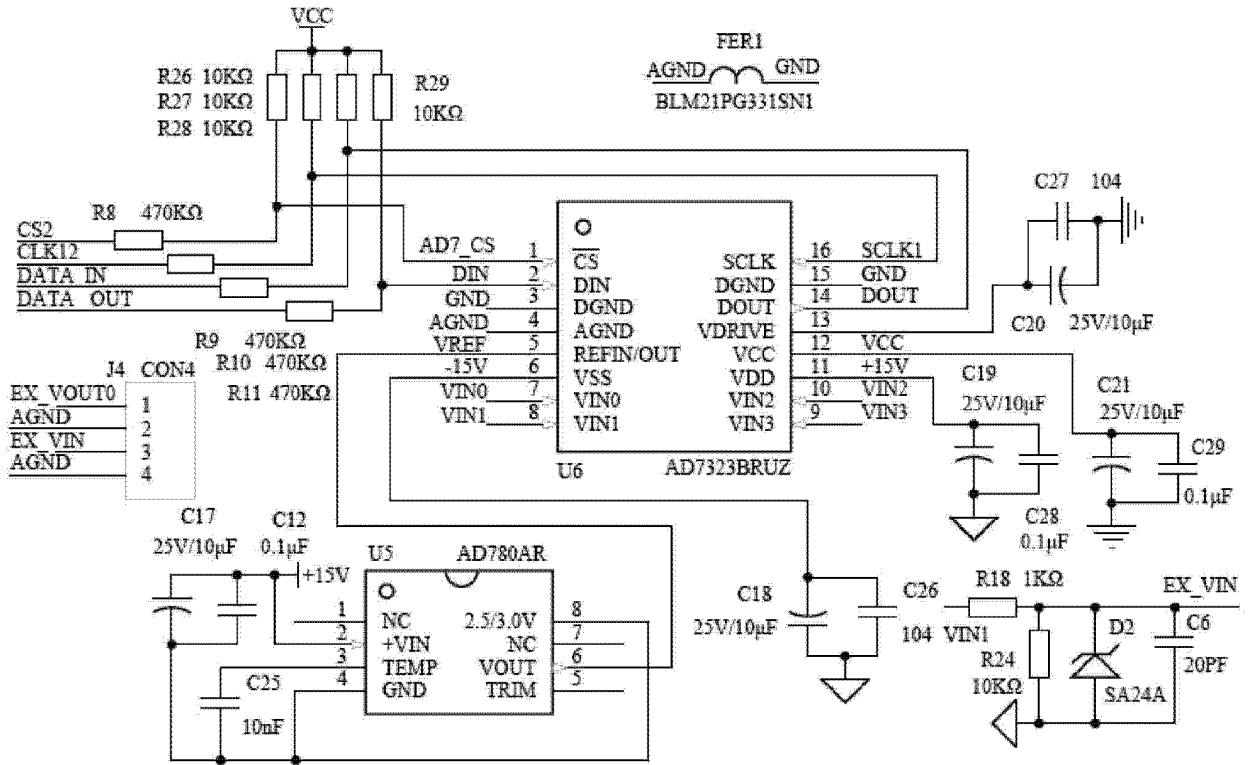 VCC
FER1
AGND
GND
BLM21PG331SN1
R26 10KΩ
R27 10KΩ
R28 10KΩ
R29
10KΩ
C27 104
R8 470KΩ
CS2
CLK12
DATA IN
DATA OUT
R9 470KΩ
R10 470KΩ
R11 470KΩ
C20 25V/10μF
AD7_CS 1 CS
DIN 2 DIN
GND 3 DGND
AGND 4 AGND
VREF 5 REFIN/OUT
-15V 6 VSS
VIN0 7 VIN0
VIN1 8 VIN1
SCLK 16 SCLK1
DGND 15 GND
DOUT 14 DOUT
VDRIVE 13
VCC 12 VCC
VDD 11 +15V
VIN2 10 VIN2
VIN3 9 VIN3
U6
AD7323BRUZ
J4 CON4
EX_VOUT0 1
AGND 2
EX_VIN 3
AGND 4
C19
25V/10μF
C21
25V/10μF
C29
0.1μF
C28
0.1μF
C17
25V/10μF
C12
0.1μF
+15V
U5
AD780AR
1 NC
2 +VIN
3 TEMP
4 GND
2.5/3.0V 8
NC 7
VOUT 6
TRIM 5
C25
10nF
C18
25V/10μF
C26
104
VIN1
R18 1KΩ
EX_VIN
R24
10KΩ
D2
SA24A
C6
20PF